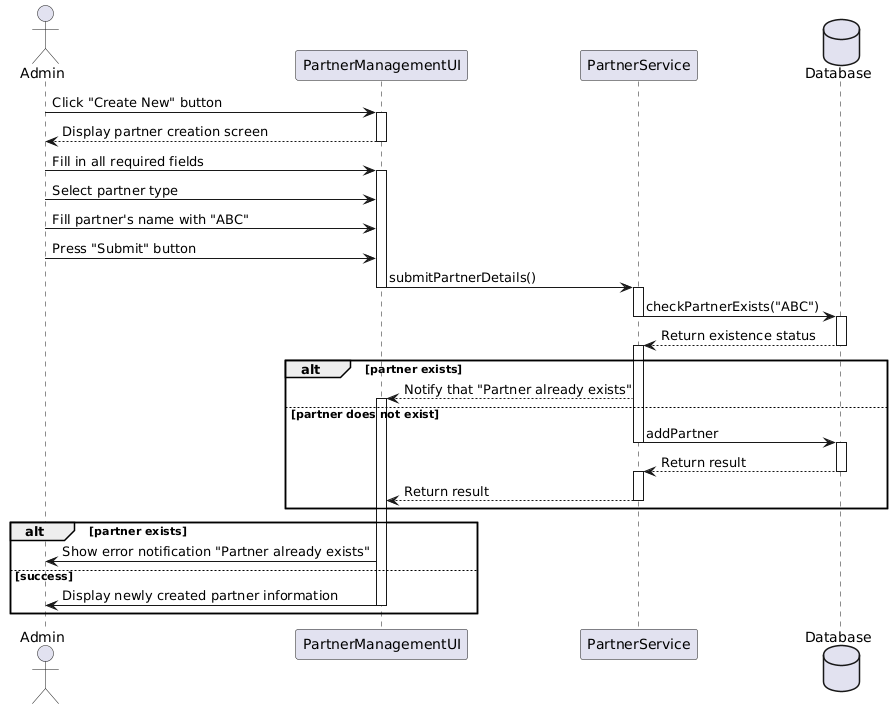 Admin
PartnerManagementUI
PartnerService
Database
Click "Create New" button
Display partner creation screen
Fill in all required fields
Select partner type
Fill partner's name with "ABC"
Press "Submit" button
submitPartnerDetails()
checkPartnerExists("ABC")
Return existence status
alt [partner exists]
Notify that "Partner already exists"
[partner does not exist]
addPartner
Return result
Return result
alt [partner exists]
Show error notification "Partner already exists"
[success]
Display newly created partner information
Admin
PartnerManagementUI
PartnerService
Database